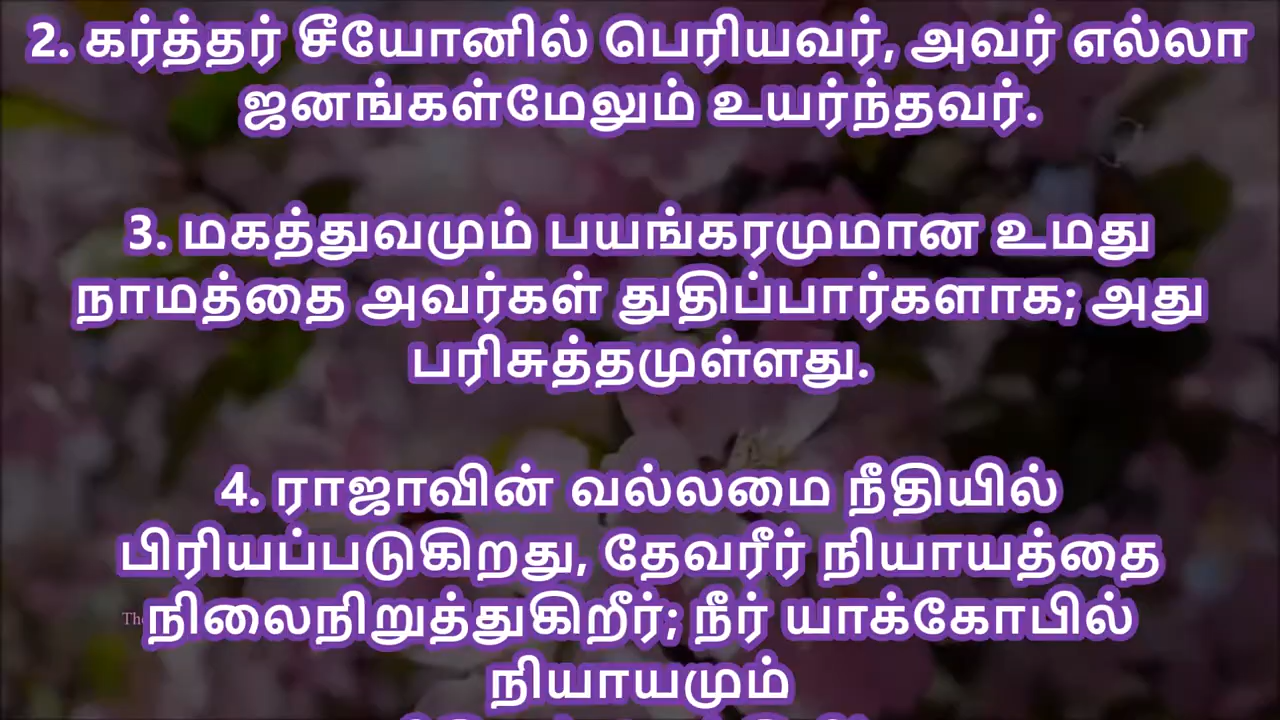 2. கர்த்தர் சீயோனில் பெரியவர், அவர் எல்லா
ஜனங்கள்மேலும் உயர்ந்தவர்.
3. மகத்துவமும் பயங்கரமுமான உமது
நாமத்தை அவர்கள் துதிப்பார்களாக; அது
பரிசுத்தமுள்ளது.
4. ராஜாவின் வல்லமை நீதியில்
பிரியப்படுகிறது, தேவரீர் நியாயத்தை
நிலைநிறுத்துகிறீர்; நீர் யாக்கோபில்
நியாயமும்